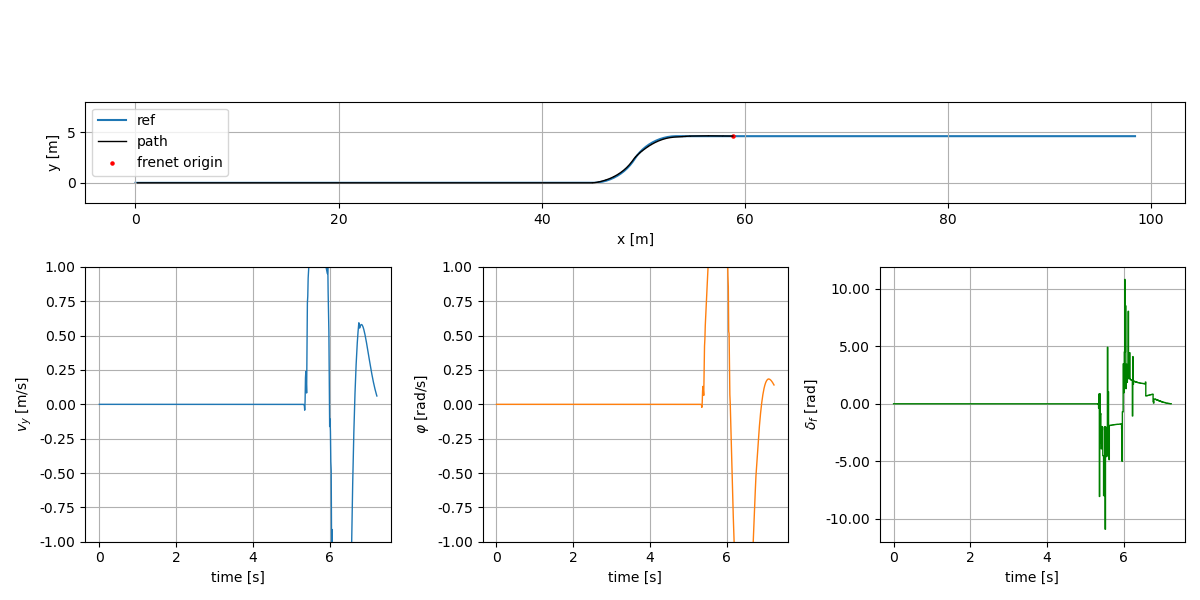 ref
path
frenet origin
y [m]
5
0
0 20 40 60 80 100
x [m]
1.00
0.75
0.50
0.25
0.00
-0.25
-0.50
-0.75
-1.00
v_y [m/s]
0 2 4 6
time [s]
1.00
0.75
0.50
0.25
0.00
-0.25
-0.50
-0.75
-1.00
φ [rad/s]
0 2 4 6
time [s]
10.00
5.00
0.00
-5.00
-10.00
δ_f [rad]
0 2 4 6
time [s]